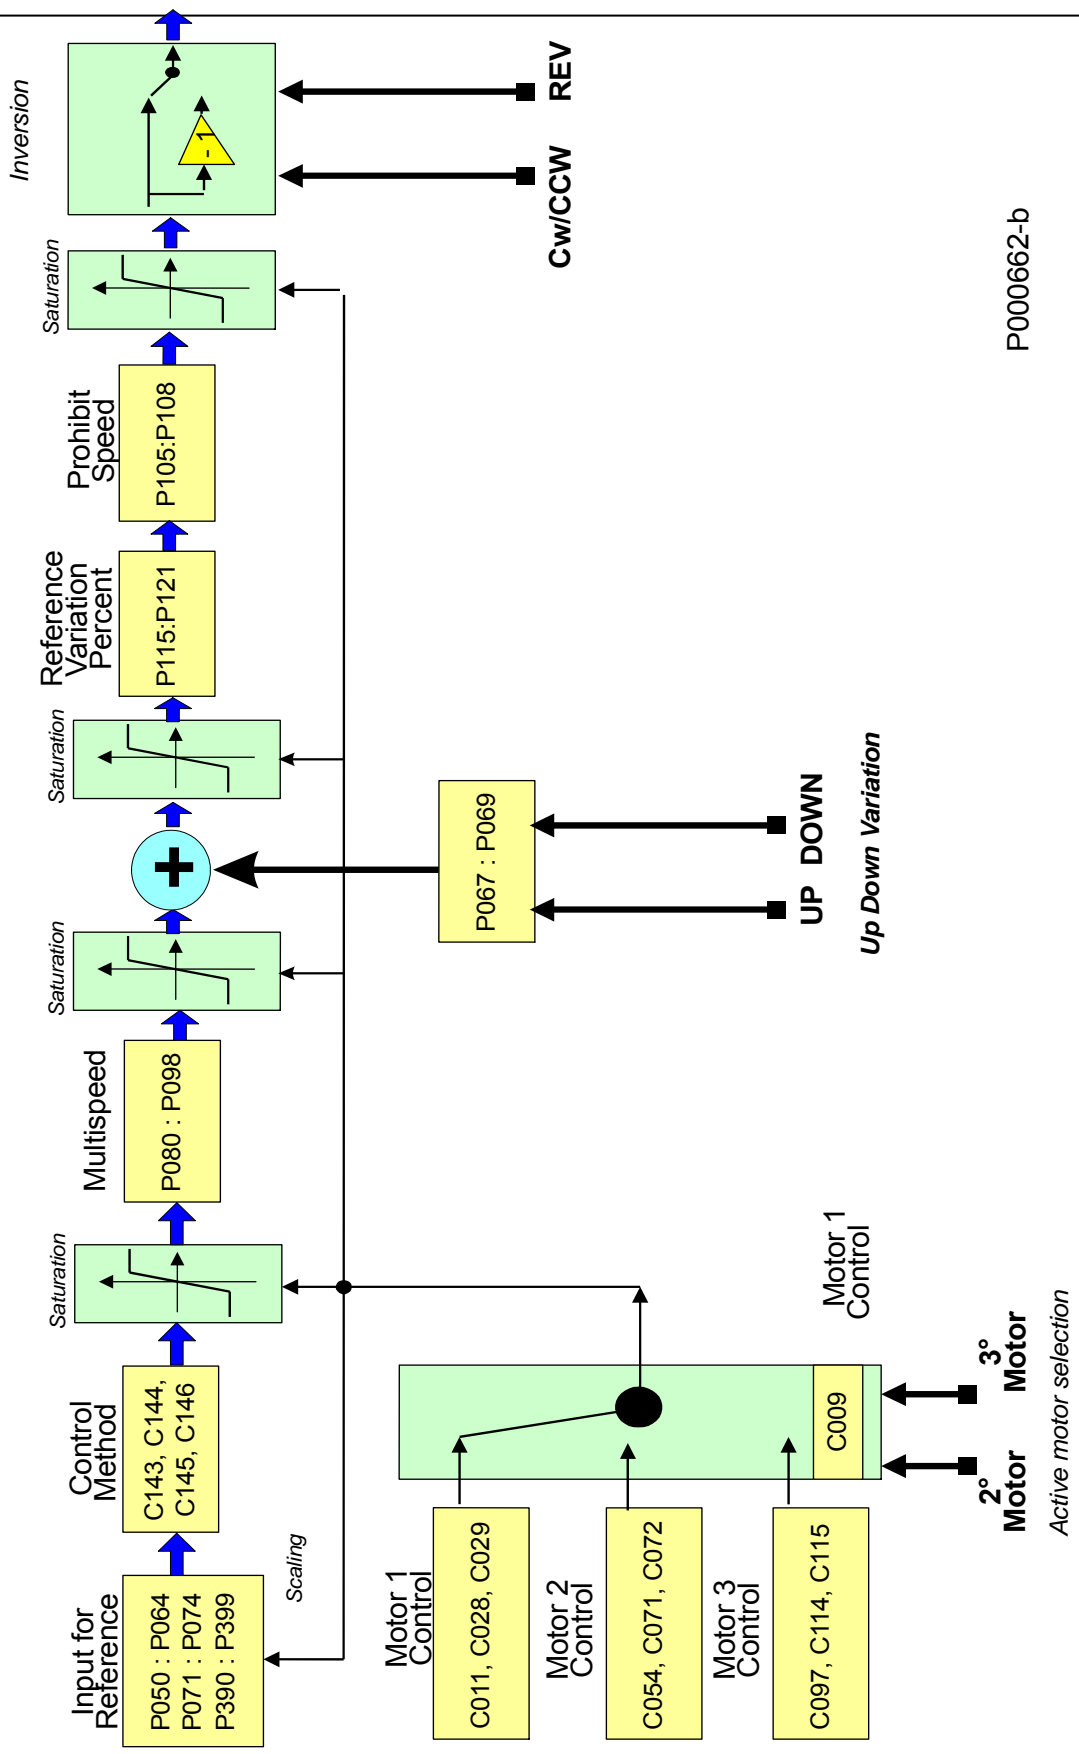 Input for
Reference
P050 : P064
P071 : P074
P390 : P399
Scaling
Control
Method
C143, C144,
C145, C146
Saturation
Multispeed
P080 : P098
Saturation
+
Saturation
Reference
Variation
Percent
P115:P121
Prohibit
Speed
P105:P108
Saturation
Inversion
- 1
Motor 1
Control
C011, C028, C029
Motor 2
Control
C054, C071, C072
Motor 3
Control
C097, C114, C115
C009
Motor 1
Control
2°
Motor
3°
Motor
Active motor selection
P067 : P069
UP
DOWN
Up Down Variation
Cw/CCW
REV
P000662-b